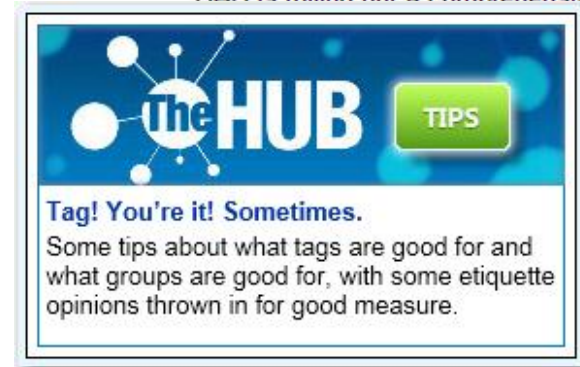 The HUB
TIPS
Tag! You're it! Sometimes.
Some tips about what tags are good for and
what groups are good for, with some etiquette
opinions thrown in for good measure.